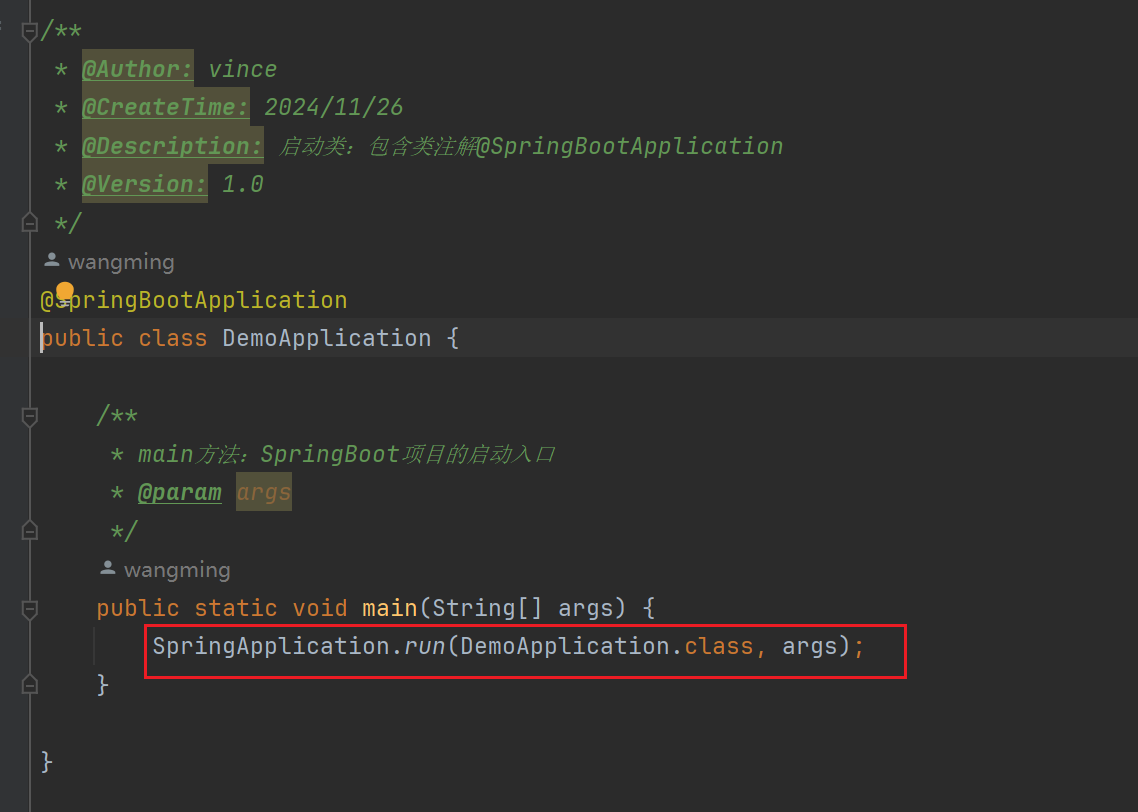 /**
* @Author: vince
* @CreateTime: 2024/11/26
* @Description: 启动类：包含类注解@SpringBootApplication
* @Version: 1.0
*/
wangming
@SpringBootApplication
public class DemoApplication {
/**
* main方法：SpringBoot项目的启动入口
* @param args
*/
wangming
public static void main(String[] args) {
SpringApplication.run(DemoApplication.class, args);
}
}